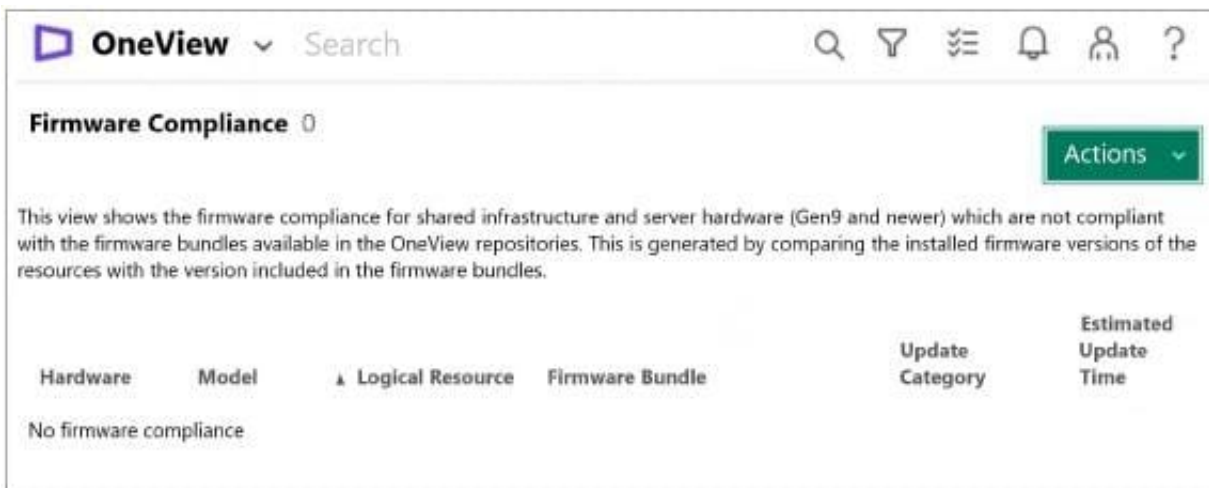 OneView Search ?
Firmware Compliance 0
Actions
This view shows the firmware compliance for shared infrastructure and server hardware (Gen9 and newer) which are not compliant
with the firmware bundles available in the OneView repositories. This is generated by comparing the installed firmware versions of the
resources with the version included in the firmware bundles.
Hardware Model Logical Resource Firmware Bundle Update Category Estimated Update Time
No firmware compliance